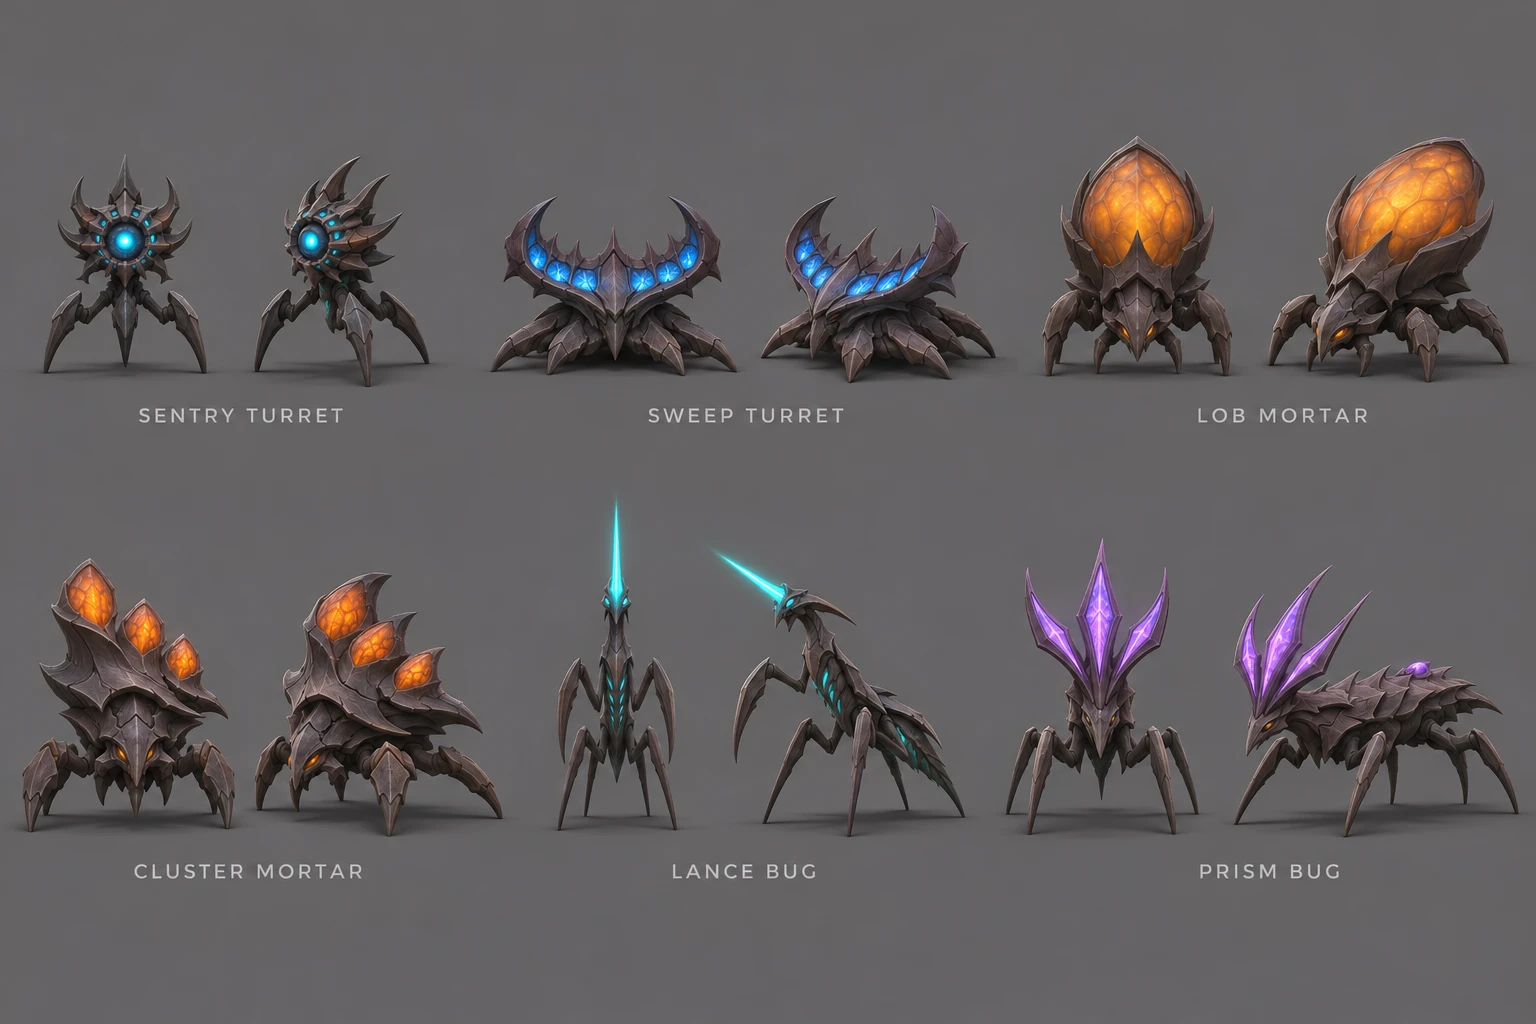 SENTRY TURRET
SWEEP TURRET
LOB MORTAR
CLUSTER MORTAR
LANCE BUG
PRISM BUG